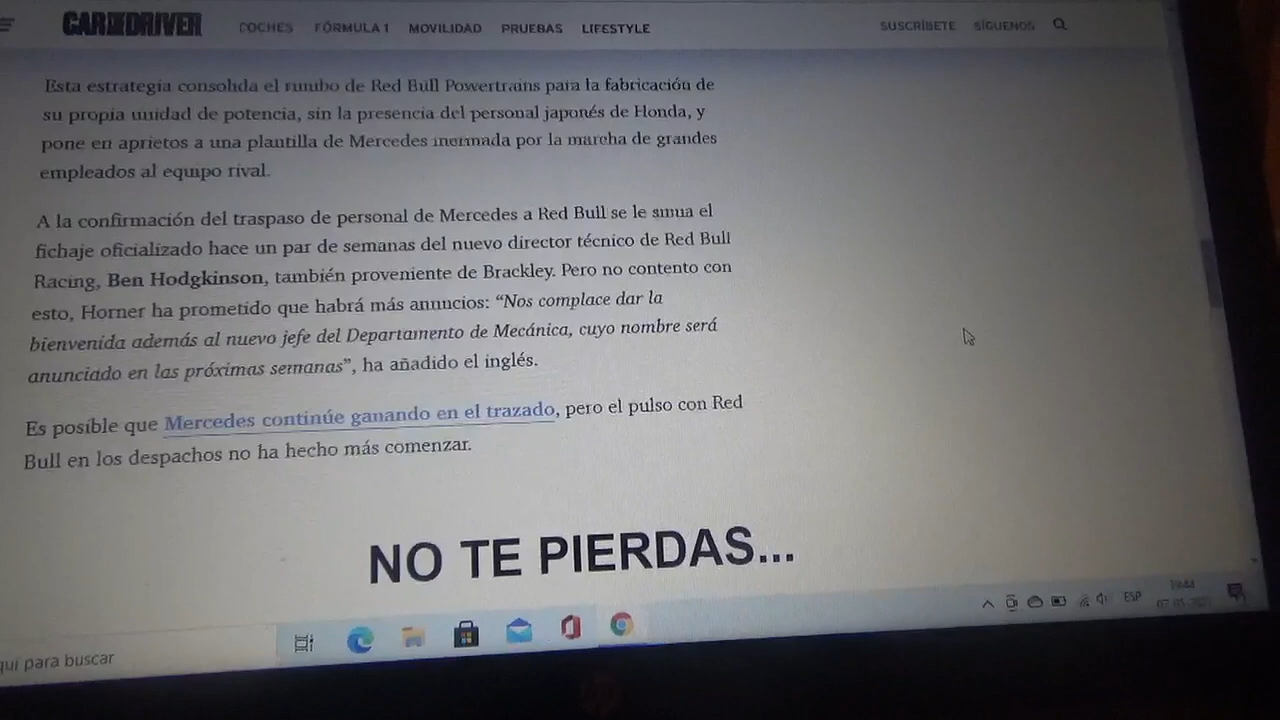 CAR AND DRIVER COCHES FÓRMULA 1 MOVILIDAD PRUEBAS LIFESTYLE SUSCRÍBETE SÍGUENOS
Esta estrategia consolida el rumbo de Red Bull Powertrains para la fabricación de
su propia unidad de potencia, sin la presencia del personal japonés de Honda, y
pone en aprietos a una plantilla de Mercedes mermada por la marcha de grandes
empleados al equipo rival.
A la confirmación del traspaso de personal de Mercedes a Red Bull se le suma el
fichaje oficializado hace un par de semanas del nuevo director técnico de Red Bull
Racing, Ben Hodgkinson, también proveniente de Brackley. Pero no contento con
esto, Horner ha prometido que habrá más anuncios: “Nos complace dar la
bienvenida además al nuevo jefe del Departamento de Mecánica, cuyo nombre será
anunciado en las próximas semanas”, ha añadido el inglés.
Es posible que Mercedes continúe ganando en el trazado, pero el pulso con Red
Bull en los despachos no ha hecho más comenzar.
NO TE PIERDAS...
quí para buscar
ESP